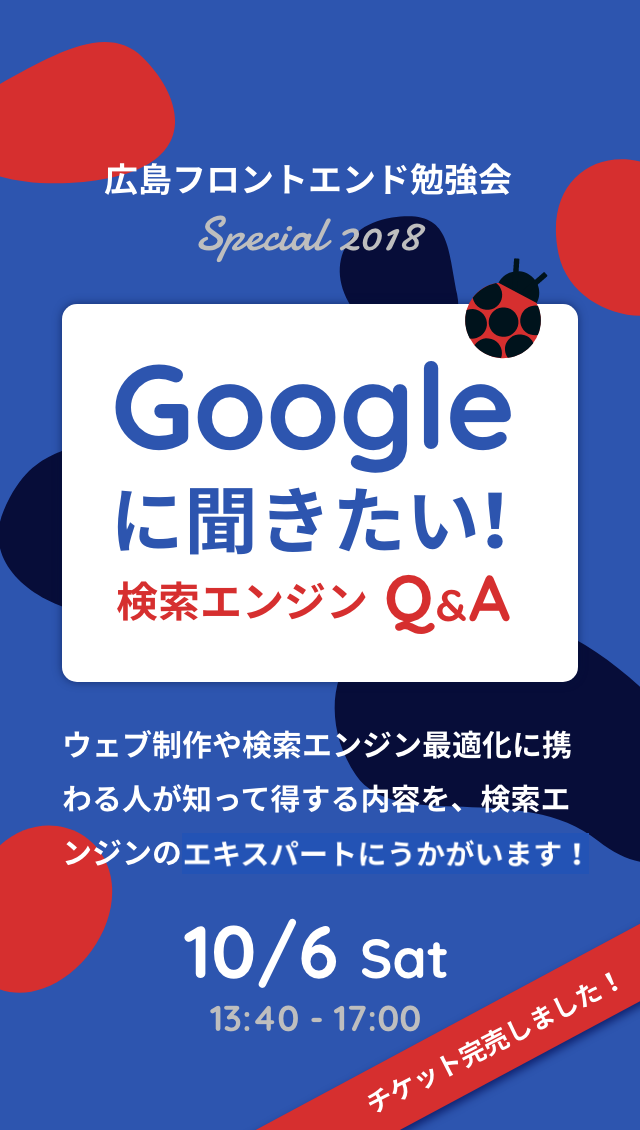 広島フロントエンド勉強会
Special 2018
Google
に聞きたい!
検索エンジン Q&A
ウェブ制作や検索エンジン最適化に携
わる人が知って得する内容を、検索エ
ンジンのエキスパートにうかがいます！
10/6 Sat
13:40 - 17:00
チケット完売しました！